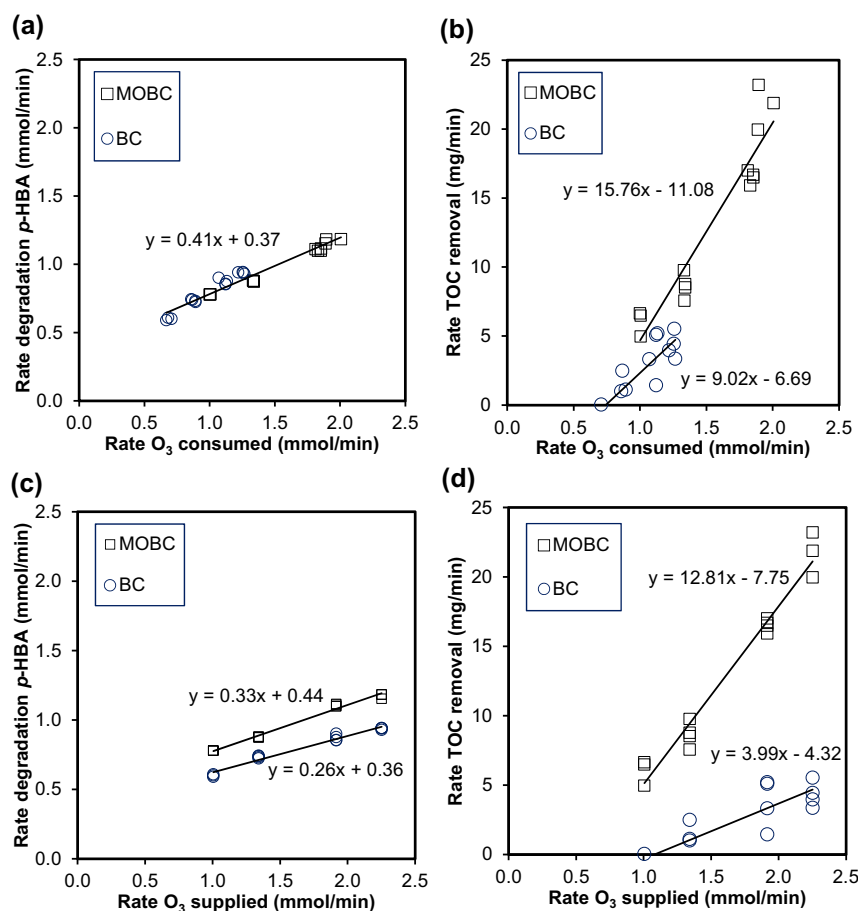 (a)
Rate degradation p-HBA (mmol/min)
2.5
2.0
1.5
1.0
0.5
0.0
MOBC
BC
y = 0.41x + 0.37
0.0 0.5 1.0 1.5 2.0 2.5
Rate O₃ consumed (mmol/min)
(b)
Rate TOC removal (mg/min)
25
20
15
10
5
0
MOBC
BC
y = 15.76x - 11.08
y = 9.02x - 6.69
0.0 0.5 1.0 1.5 2.0 2.5
Rate O₃ consumed (mmol/min)
(c)
Rate degradation p-HBA (mmol/min)
2.5
2.0
1.5
1.0
0.5
0.0
MOBC
BC
y = 0.33x + 0.44
y = 0.26x + 0.36
0.0 0.5 1.0 1.5 2.0 2.5
Rate O₃ supplied (mmol/min)
(d)
Rate TOC removal (mg/min)
25
20
15
10
5
0
MOBC
BC
y = 12.81x - 7.75
y = 3.99x - 4.32
0.0 0.5 1.0 1.5 2.0 2.5
Rate O₃ supplied (mmol/min)